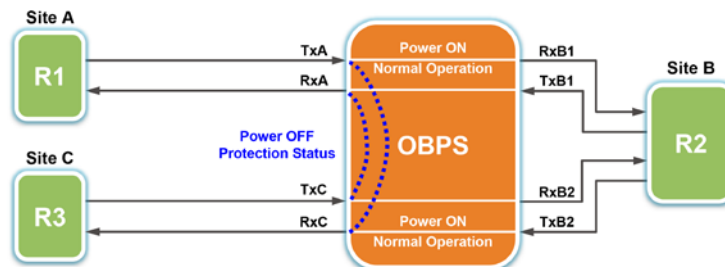 Site A
R1
TxA
RxA
Power ON
Normal Operation
RxB1
TxB1
Site B
R2
Power OFF
Protection Status
OBPS
Site C
R3
TxC
RxC
Power ON
Normal Operation
RxB2
TxB2